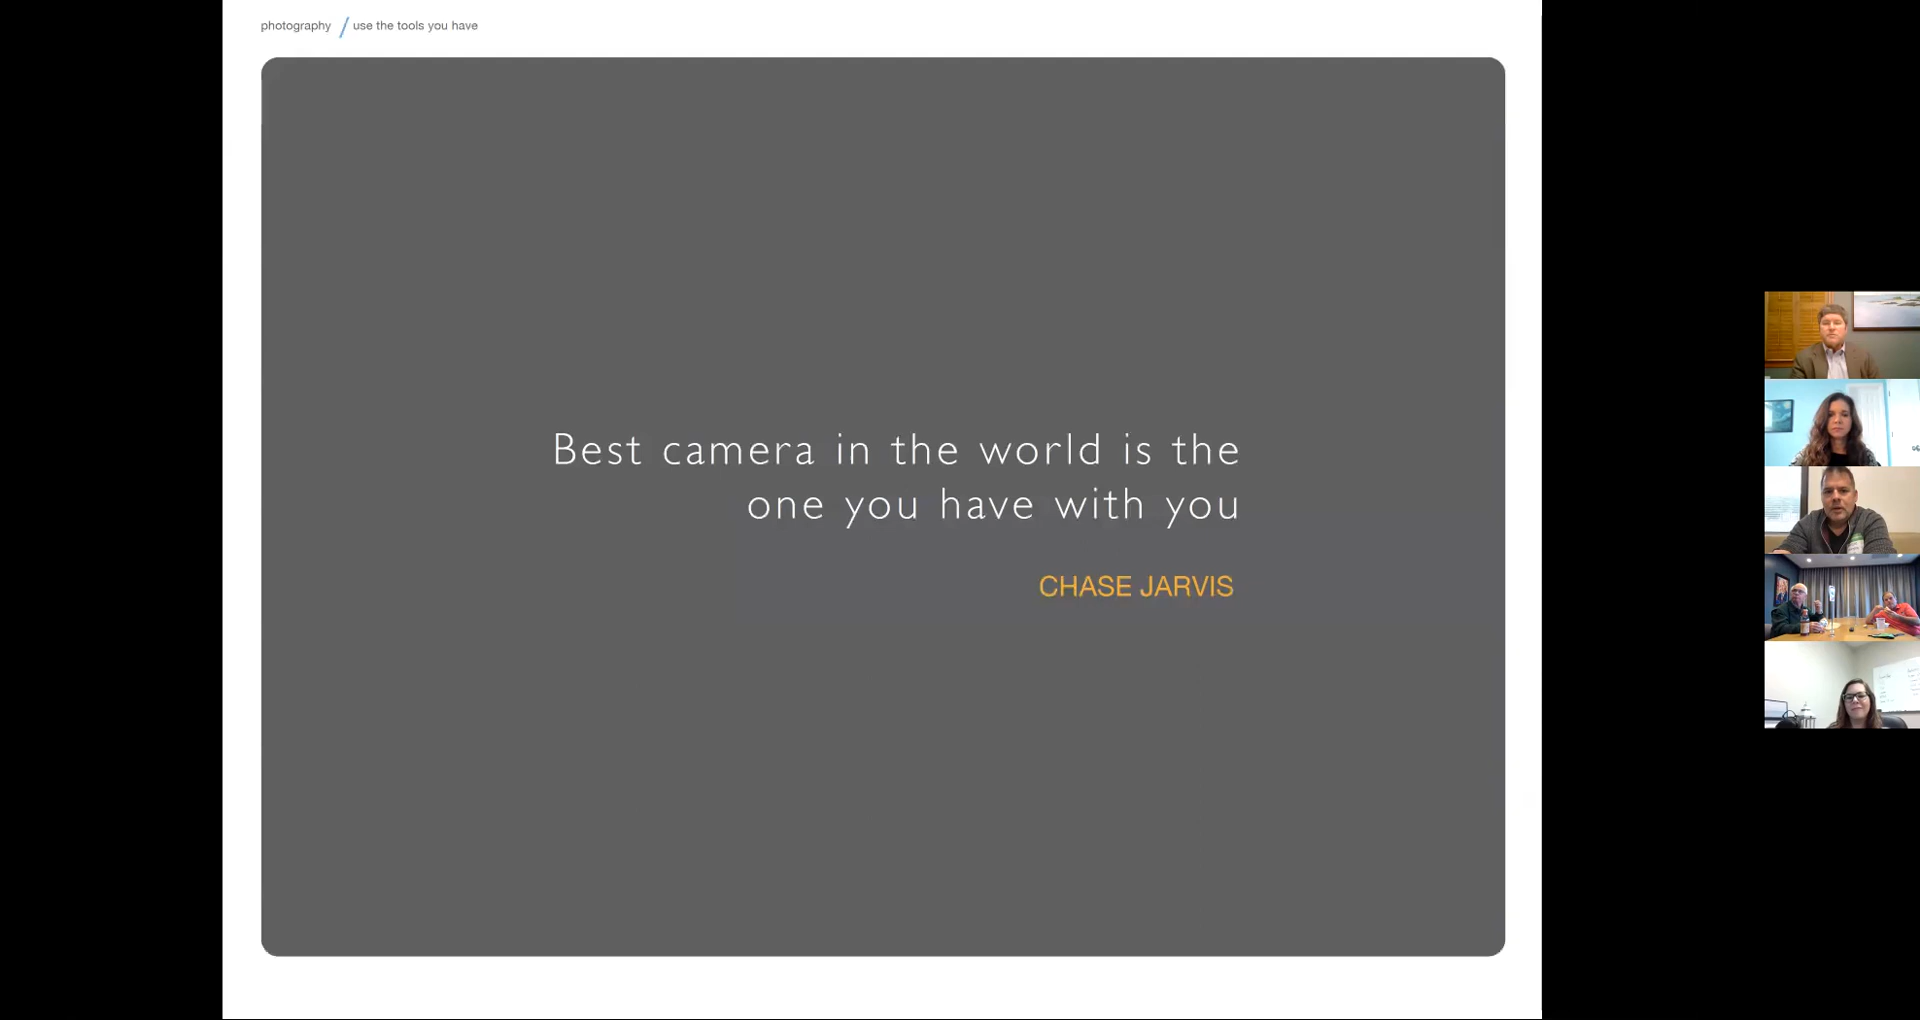 photography / use the tools you have
Best camera in the world is the
one you have with you
CHASE JARVIS